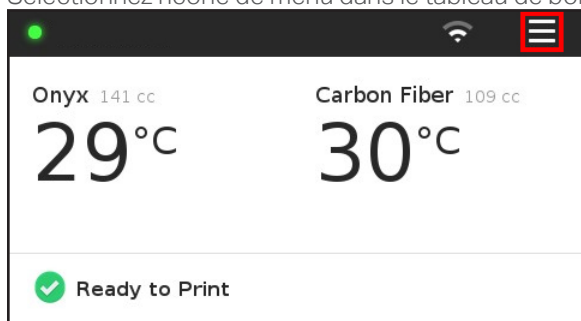 Sélectionnez l'icône de menu dans le tableau de bo
Onyx 141 cc
Carbon Fiber 109 cc
29°C
30°C
Ready to Print